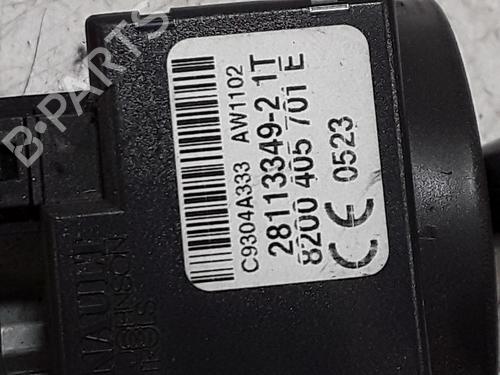 B-PARTS
C9304A333 AW1102
28113349-2 1T
8200 405 701 E
CE 0523